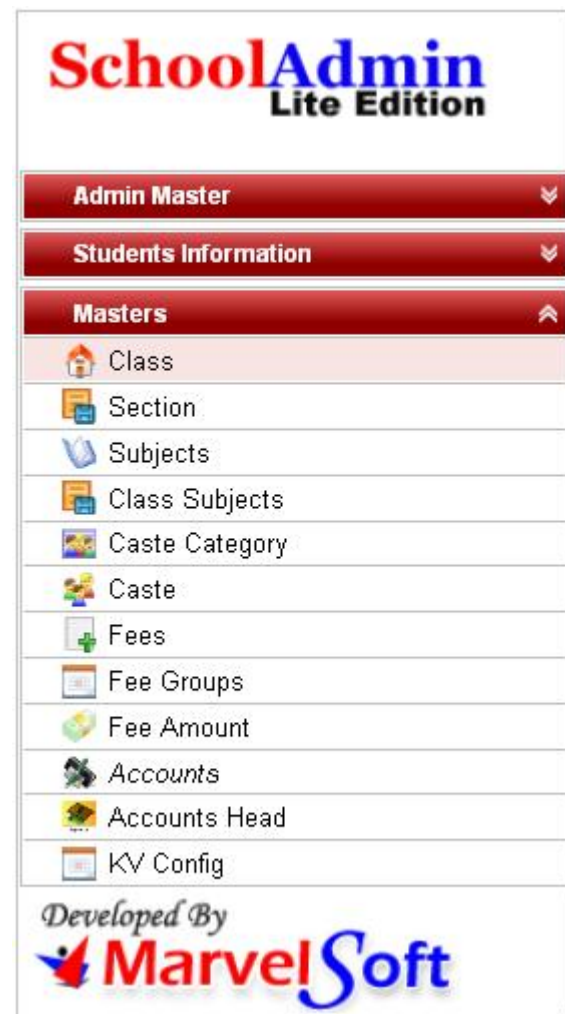 SchoolAdmin
Lite Edition
Admin Master
Students Information
Masters
Class
Section
Subjects
Class Subjects
Caste Category
Caste
Fees
Fee Groups
Fee Amount
Accounts
Accounts Head
KV Config
Developed By
MarvelSoft